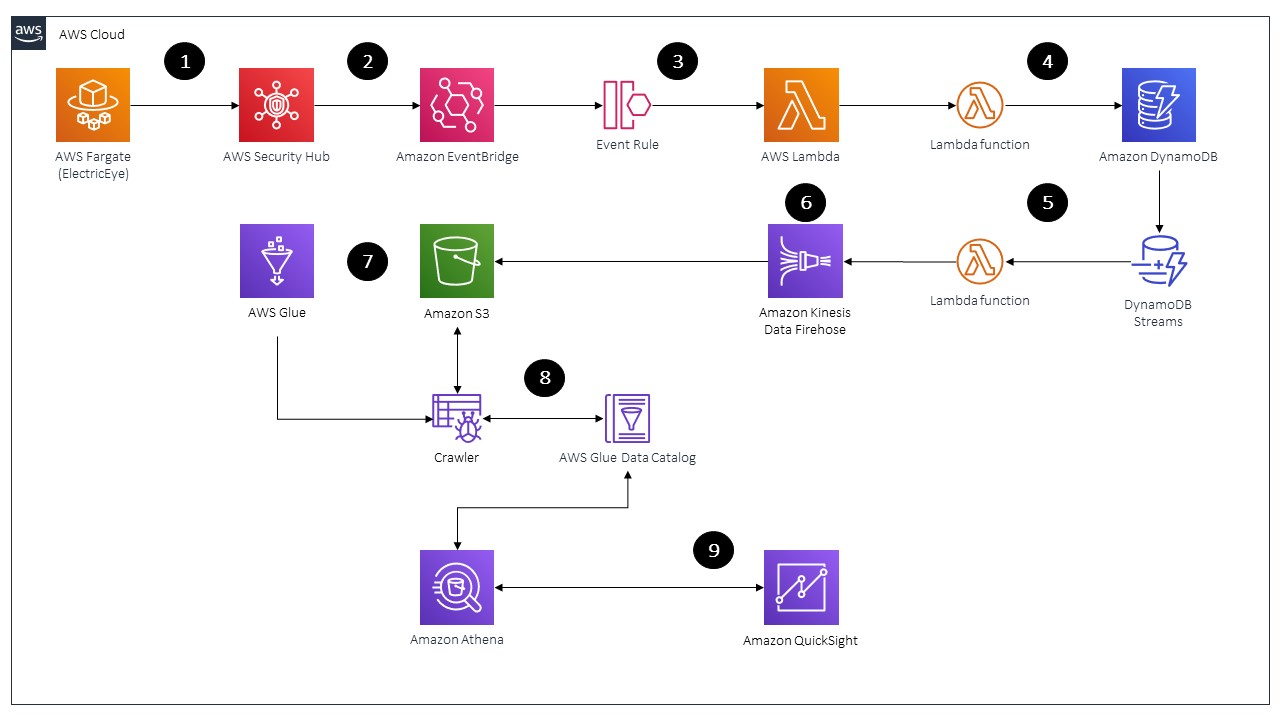 aws
AWS Cloud
1
2
3
4
AWS Fargate
(ElectricEye)
AWS Security Hub
Amazon EventBridge
Event Rule
AWS Lambda
Lambda function
Amazon DynamoDB
5
6
7
AWS Glue
Amazon S3
Amazon Kinesis
Data Firehose
Lambda function
DynamoDB
Streams
8
Crawler
AWS Glue Data Catalog
9
Amazon Athena
Amazon QuickSight